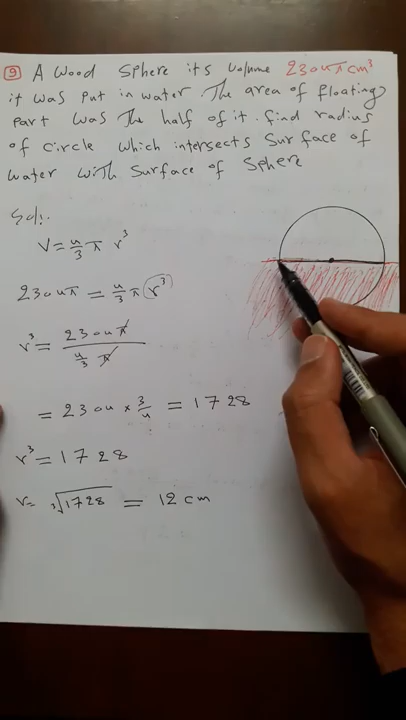 9 A wood sphere its volume 2304π cm³
it was put in water The area of floating
part was The half of it . find radius
of circle which intersects Surface of
water with Surface of Sphere
Sol:
V = 4/3 π r³
2304π = 4/3 π r³
r³ = 2304π / 4/3 π
= 2304 × 3/4 = 1728
r³ = 1728
r = ³√1728 = 12 cm